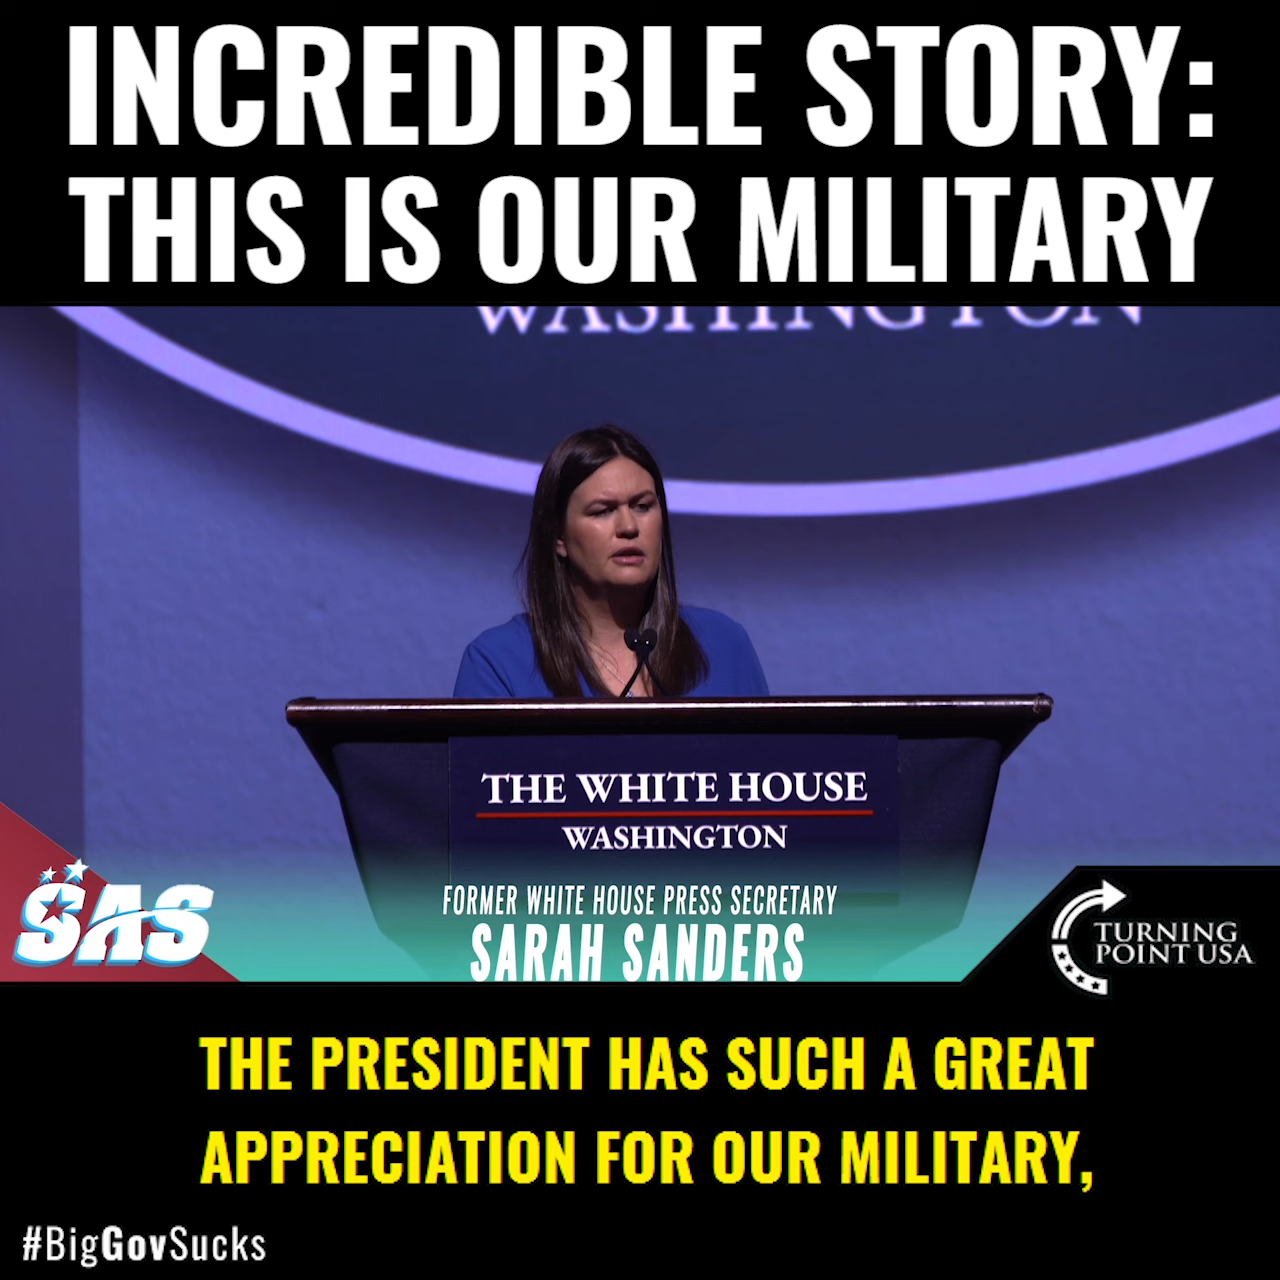 INCREDIBLE STORY:
THIS IS OUR MILITARY
WASHINGTON
THE WHITE HOUSE
WASHINGTON
FORMER WHITE HOUSE PRESS SECRETARY
SARAH SANDERS
SAS
TURNING
POINT USA
THE PRESIDENT HAS SUCH A GREAT
APPRECIATION FOR OUR MILITARY,
#BigGovSucks